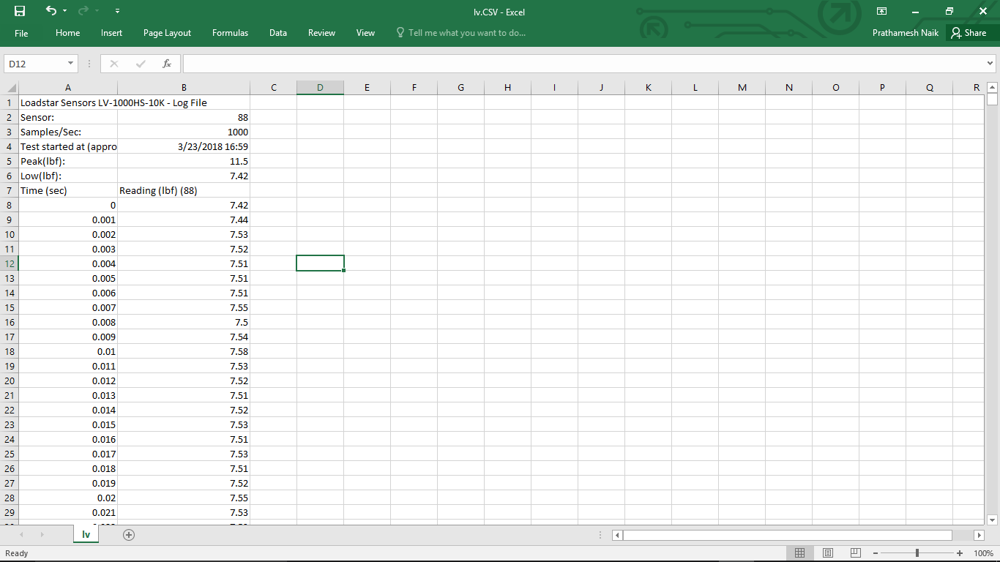 lv.CSV - Excel
File Home Insert Page Layout Formulas Data Review View Tell me what you want to do... Prathamesh Naik Share
D12 fx
A B C D E F G H I J K L M N O P Q R
1 Loadstar Sensors LV-1000HS-10K - Log File
2 Sensor: 88
3 Samples/Sec: 1000
4 Test started at (appro 3/23/2018 16:59
5 Peak(lbf): 11.5
6 Low(lbf): 7.42
7 Time (sec) Reading (lbf) (88)
8 0 7.42
9 0.001 7.44
10 0.002 7.53
11 0.003 7.52
12 0.004 7.51
13 0.005 7.51
14 0.006 7.51
15 0.007 7.55
16 0.008 7.5
17 0.009 7.54
18 0.01 7.58
19 0.011 7.53
20 0.012 7.52
21 0.013 7.51
22 0.014 7.52
23 0.015 7.53
24 0.016 7.51
25 0.017 7.53
26 0.018 7.51
27 0.019 7.52
28 0.02 7.55
29 0.021 7.53
lv
Ready 100%